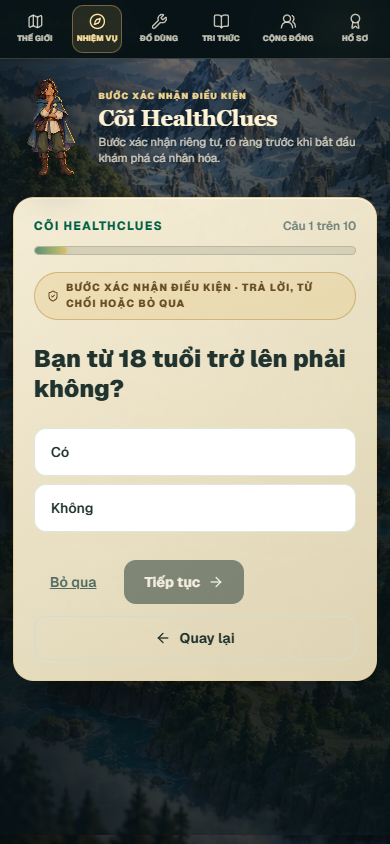 THẾ GIỚI
NHIỆM VỤ
ĐỒ DÙNG
TRI THỨC
CỘNG ĐỒNG
HỒ SƠ
BƯỚC XÁC NHẬN ĐIỀU KIỆN
Cõi HealthClues
Bước xác nhận riêng tư, rõ ràng trước khi bắt đầu
khám phá cá nhân hóa.
CÕI HEALTHCLUES
Câu 1 trên 10
BƯỚC XÁC NHẬN ĐIỀU KIỆN · TRẢ LỜI, TỪ
CHỐI HOẶC BỎ QUA
Bạn từ 18 tuổi trở lên phải
không?
Có
Không
Bỏ qua
Tiếp tục
Quay lại